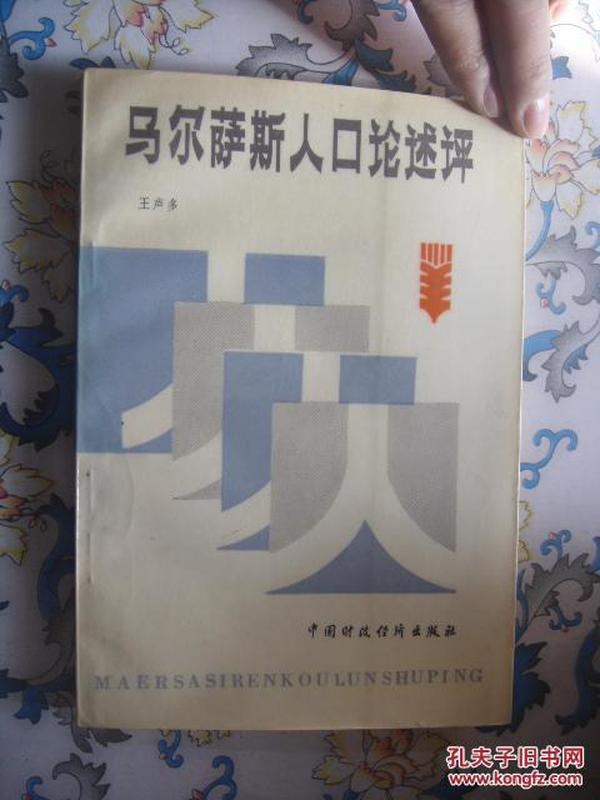 马尔萨斯人口论述评
王声多
中国财政经济出版社
MAERSASIRENKOULUNSHUPING
孔夫子旧书网
www.kongfz.com